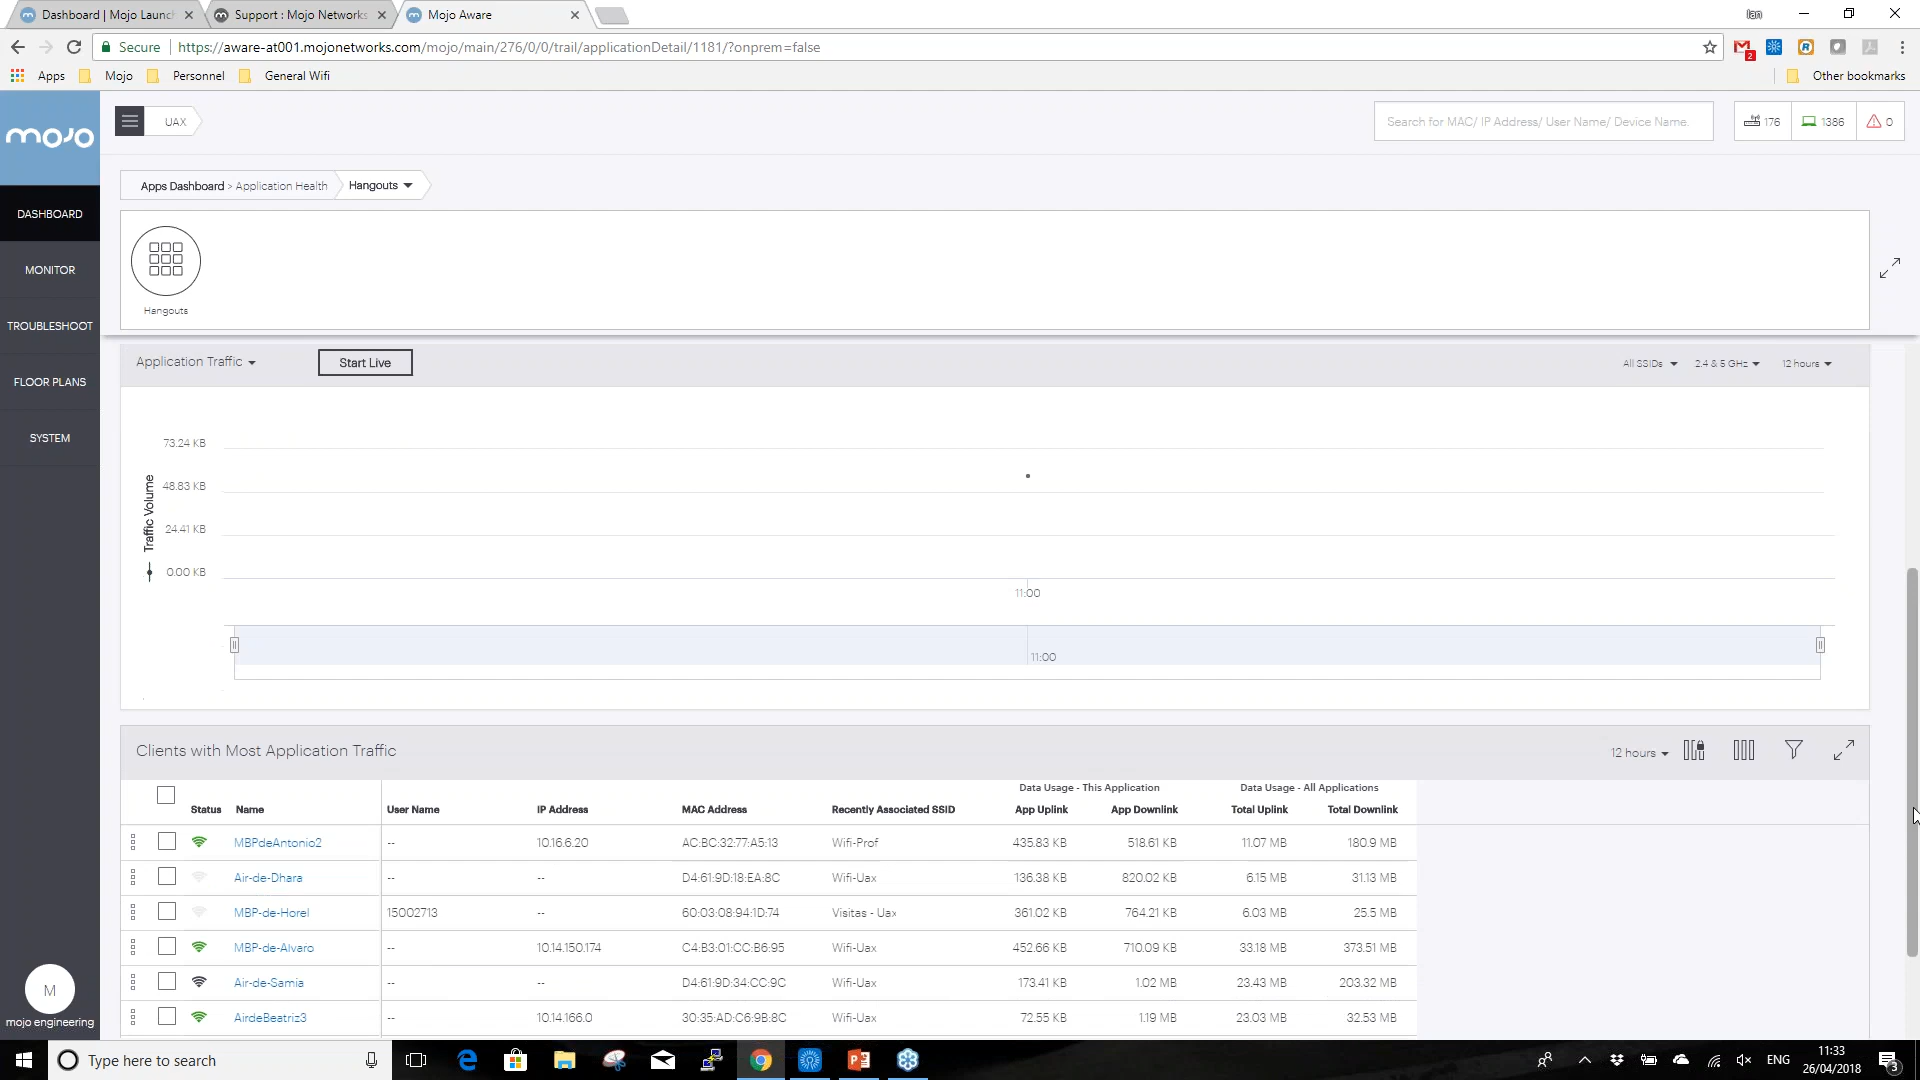 Dashboard | Mojo Launc
Support : Mojo Networks
Mojo Aware
Ian
Secure
https://aware-at001.mojonetworks.com/mojo/main/276/0/0/trail/applicationDetail/1181/?onprem=false
2
Apps
Mojo
Personnel
General Wifi
Other bookmarks
mojo
UAX
Search for MAC/ IP Address/ User Name/ Device Name.
176
1386
0
DASHBOARD
MONITOR
TROUBLESHOOT
FLOOR PLANS
SYSTEM
Apps Dashboard > Application Health
Hangouts
Hangouts
Application Traffic
Start Live
All SSIDs
2.4 & 5 GHz
12 hours
Traffic Volume
73.24 KB
48.83 KB
24.41 KB
0.00 KB
11:00
11:00
Clients with Most Application Traffic
12 hours
Data Usage - This Application Data Usage - All Applications
Status Name User Name IP Address MAC Address Recently Associated SSID App Uplink App Downlink Total Uplink Total Downlink
MBPdeAntonio2 -- 10.16.6.20 AC:BC:32:77:A5:13 Wifi-Prof 435.83 KB 518.61 KB 11.07 MB 180.9 MB
Air-de-Dhara -- -- D4:61:9D:18:EA:8C Wifi-Uax 136.38 KB 820.02 KB 6.15 MB 31.13 MB
MBP-de-Horel 15002713 -- 60:03:08:94:1D:74 Visitas - Uax 361.02 KB 764.21 KB 6.03 MB 25.5 MB
MBP-de-Alvaro -- 10.14.150.174 C4:B3:01:CC:B6:95 Wifi-Uax 452.66 KB 710.09 KB 33.18 MB 373.51 MB
Air-de-Samia -- -- D4:61:9D:34:CC:9C Wifi-Uax 173.41 KB 1.02 MB 23.43 MB 203.32 MB
AirdeBeatriz3 -- 10.14.166.0 30:35:AD:C6:9B:8C Wifi-Uax 72.55 KB 1.19 MB 23.03 MB 32.53 MB
M
mojo engineering
Type here to search
ENG
11:33
26/04/2018
3